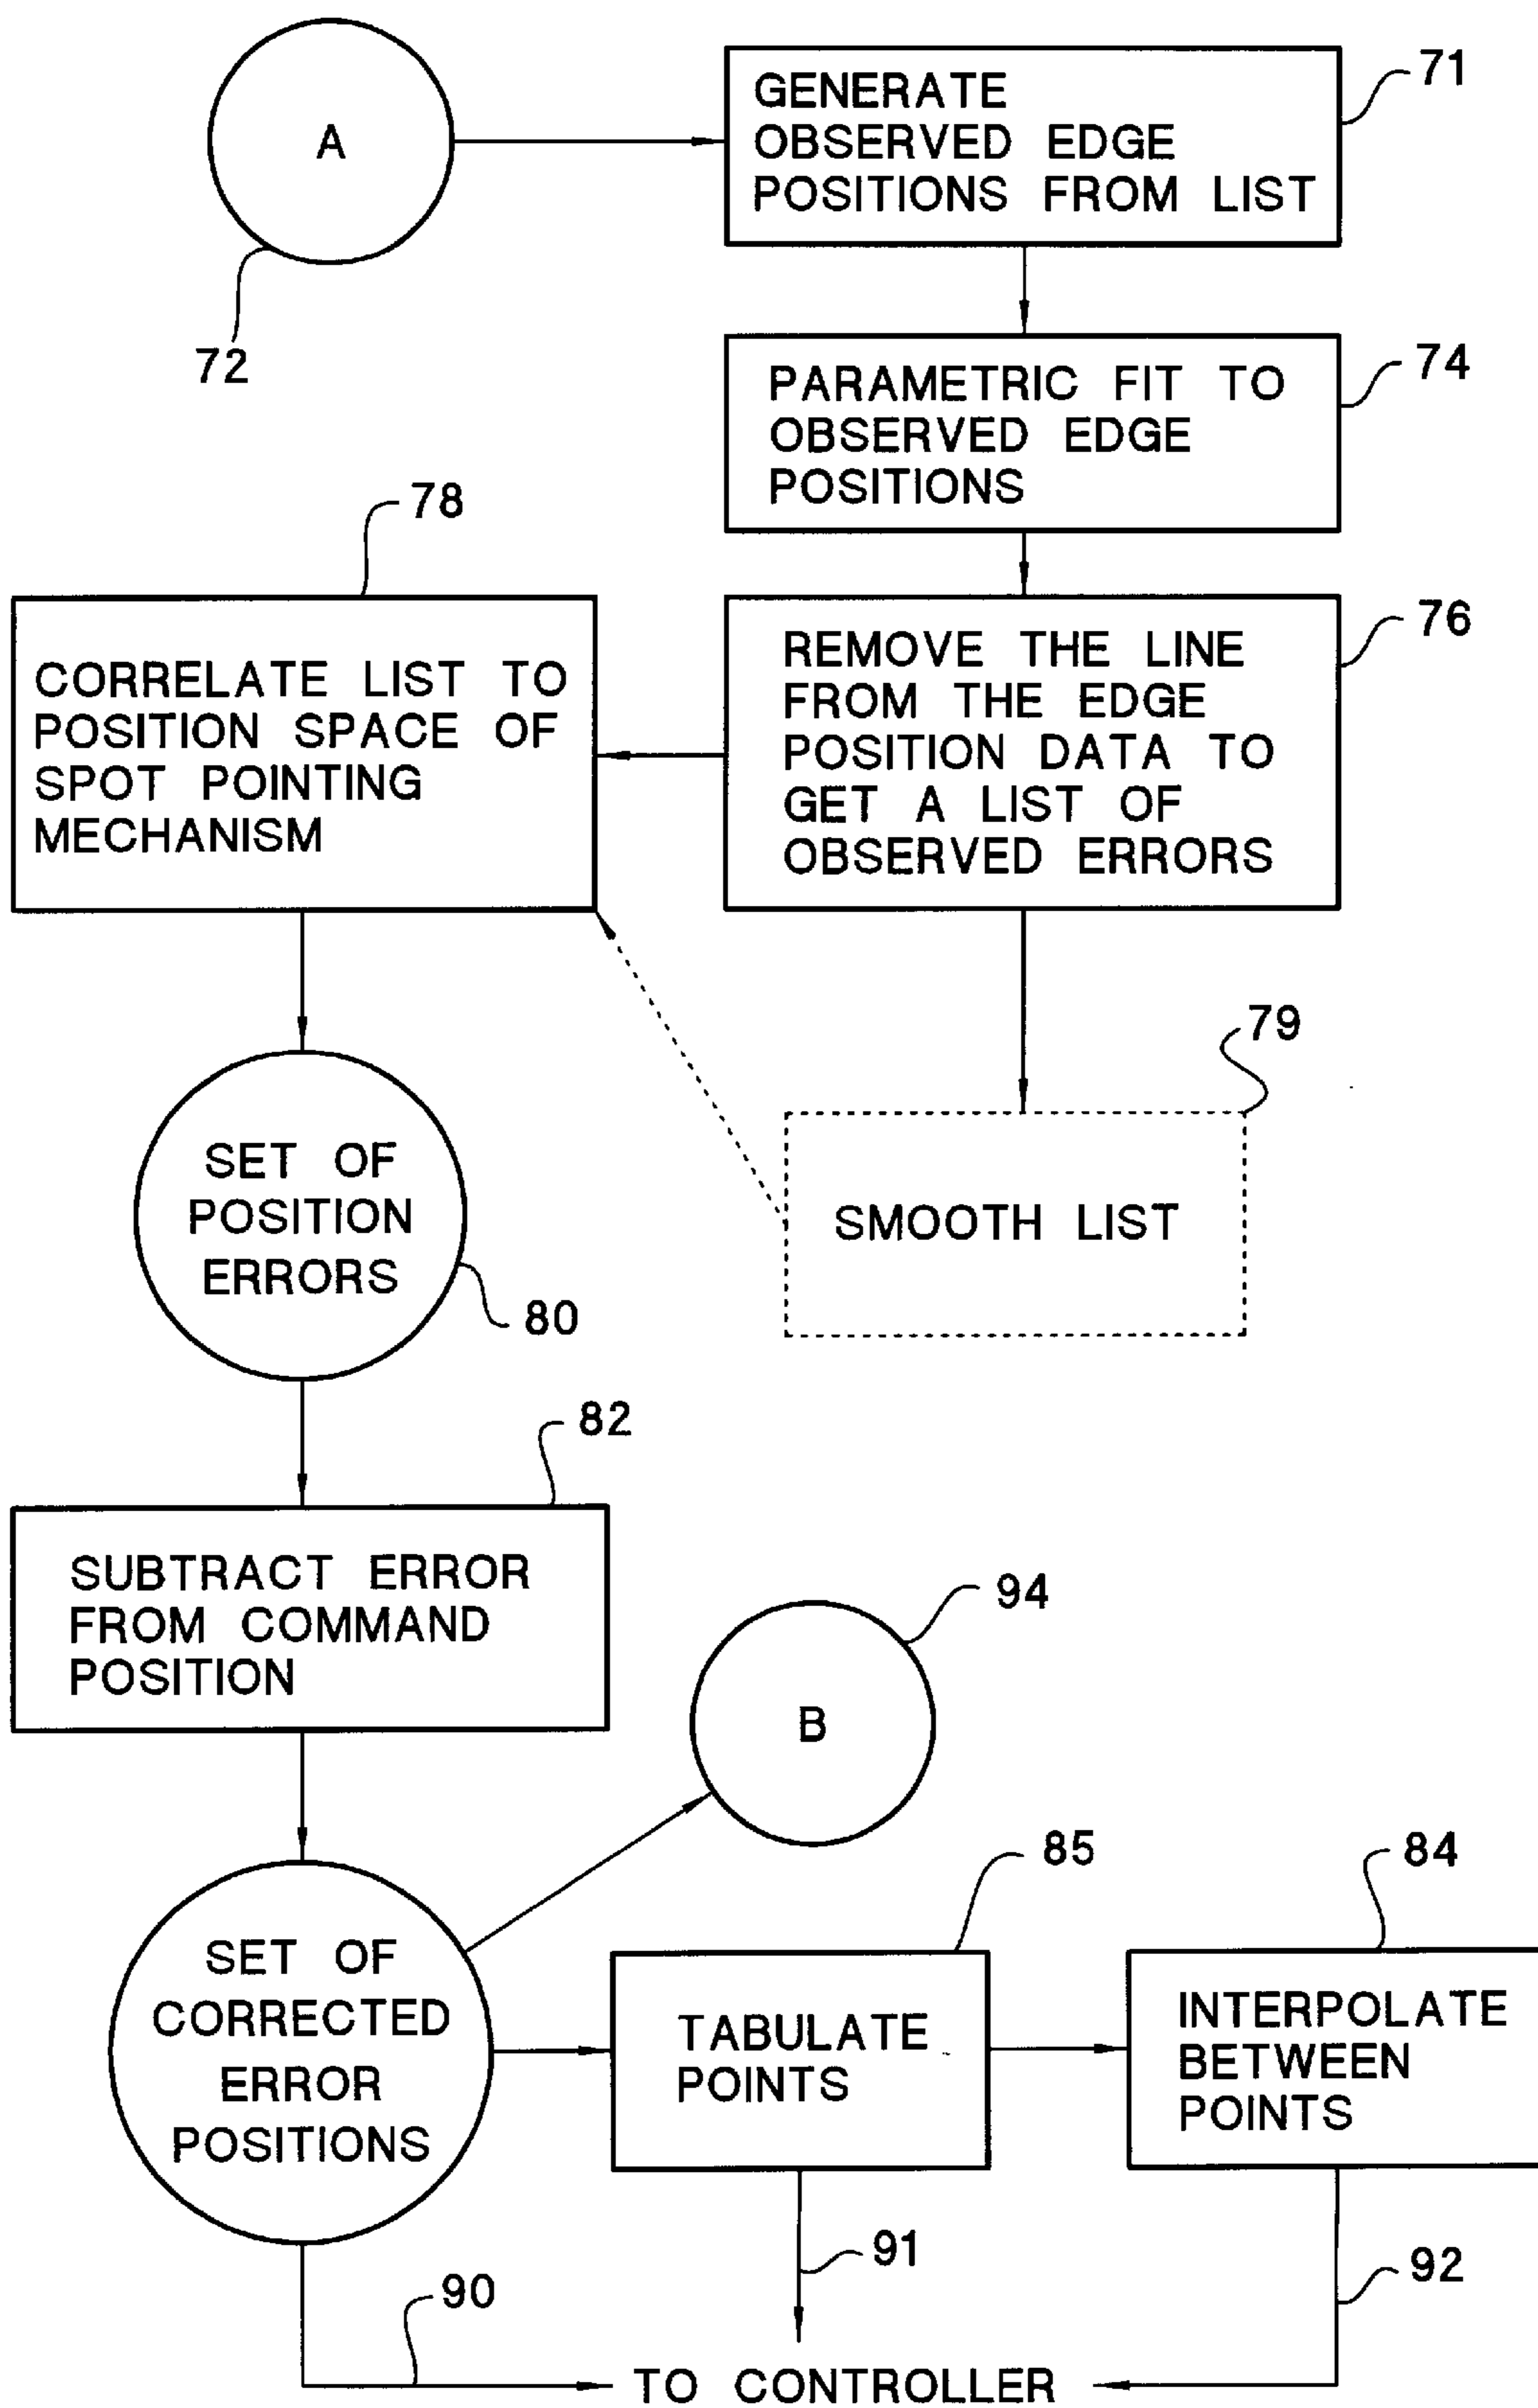 A
72
GENERATE
OBSERVED EDGE
POSITIONS FROM LIST
71
PARAMETRIC FIT TO
OBSERVED EDGE
POSITIONS
74
REMOVE THE LINE
FROM THE EDGE
POSITION DATA TO
GET A LIST OF
OBSERVED ERRORS
76
78
CORRELATE LIST TO
POSITION SPACE OF
SPOT POINTING
MECHANISM
79
SMOOTH LIST
SET OF
POSITION
ERRORS
80
82
SUBTRACT ERROR
FROM COMMAND
POSITION
94
B
SET OF
CORRECTED
ERROR
POSITIONS
85
TABULATE
POINTS
84
INTERPOLATE
BETWEEN
POINTS
90
91
92
TO CONTROLLER